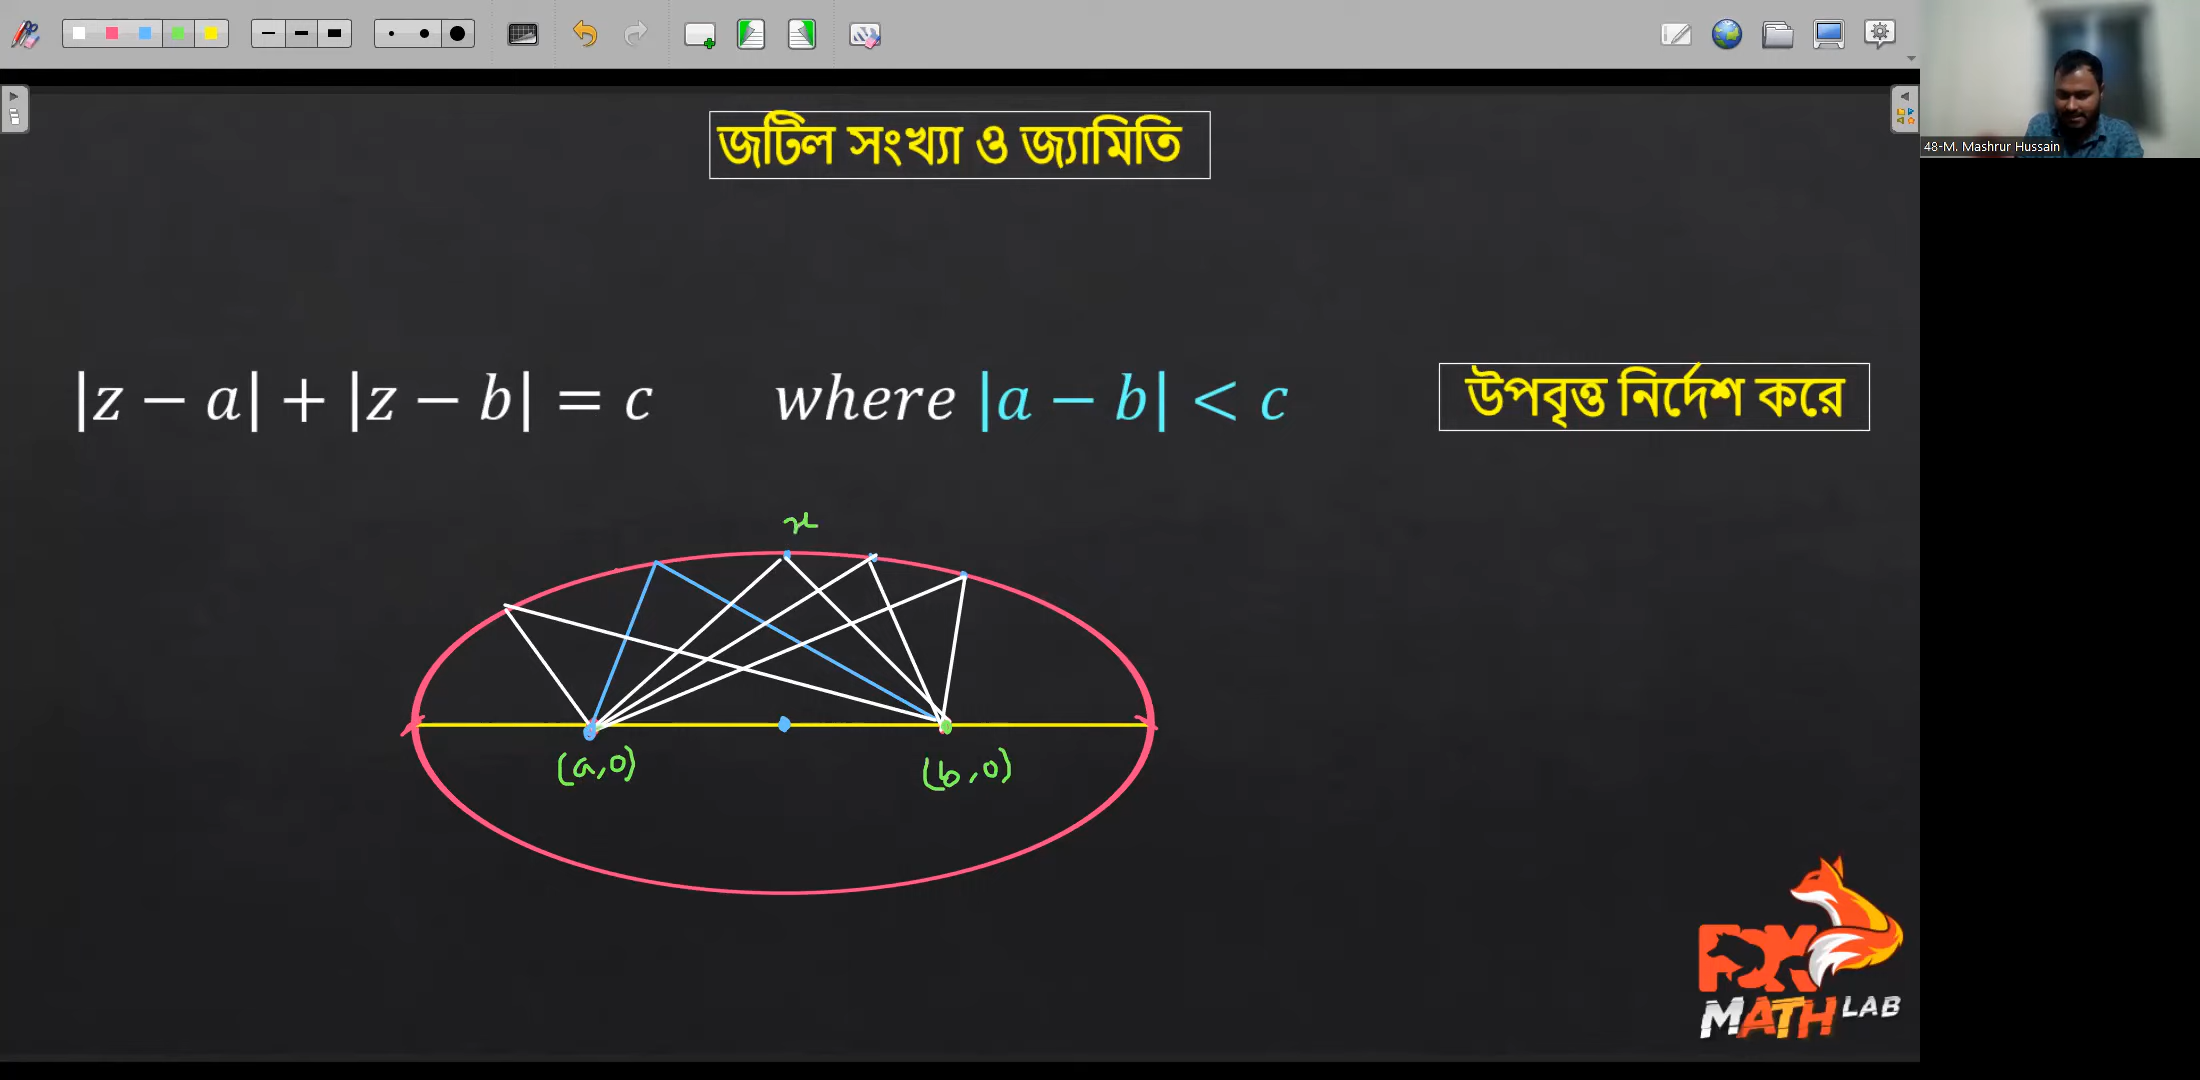 48-M. Mashrur Hussain
জটিল সংখ্যা ও জ্যামিতি
|z − a| + |z − b| = c where |a − b| < c উপবৃত্ত নির্দেশ করে
x
(a,0) (b,0)
FOX
MATH LAB